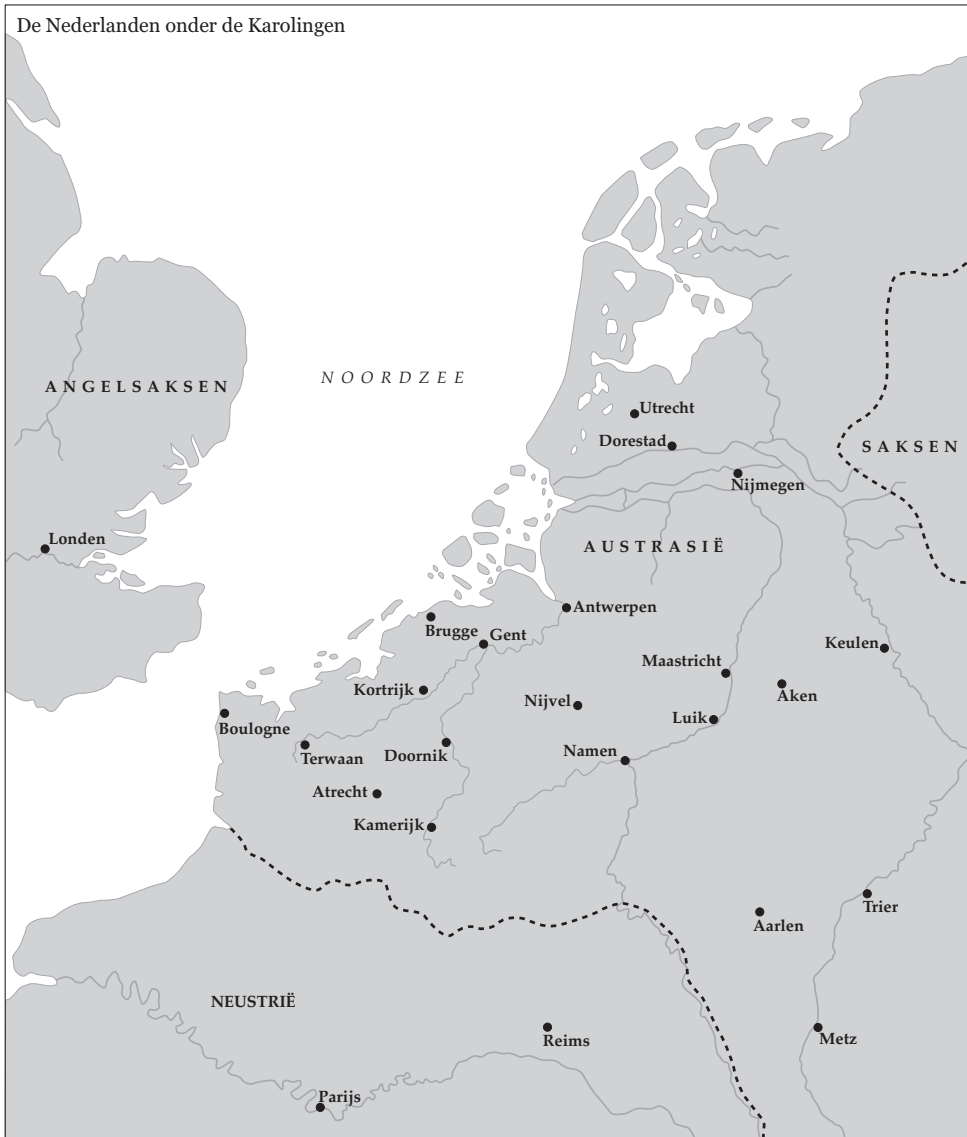 De Nederlanden onder de Karolingen
ANGELSAKSEN
NOORDZEE
Utrecht
Dorestad
SAKSEN
Nijmegen
Londen
AUSTRASIË
Antwerpen
Brugge
Gent
Keulen
Maastricht
Aken
Kortrijk
Nijvel
Luik
Boulogne
Terwaan
Doornik
Namen
Atrecht
Kamerijk
Trier
Aarlen
NEUSTRIË
Reims
Metz
Parijs